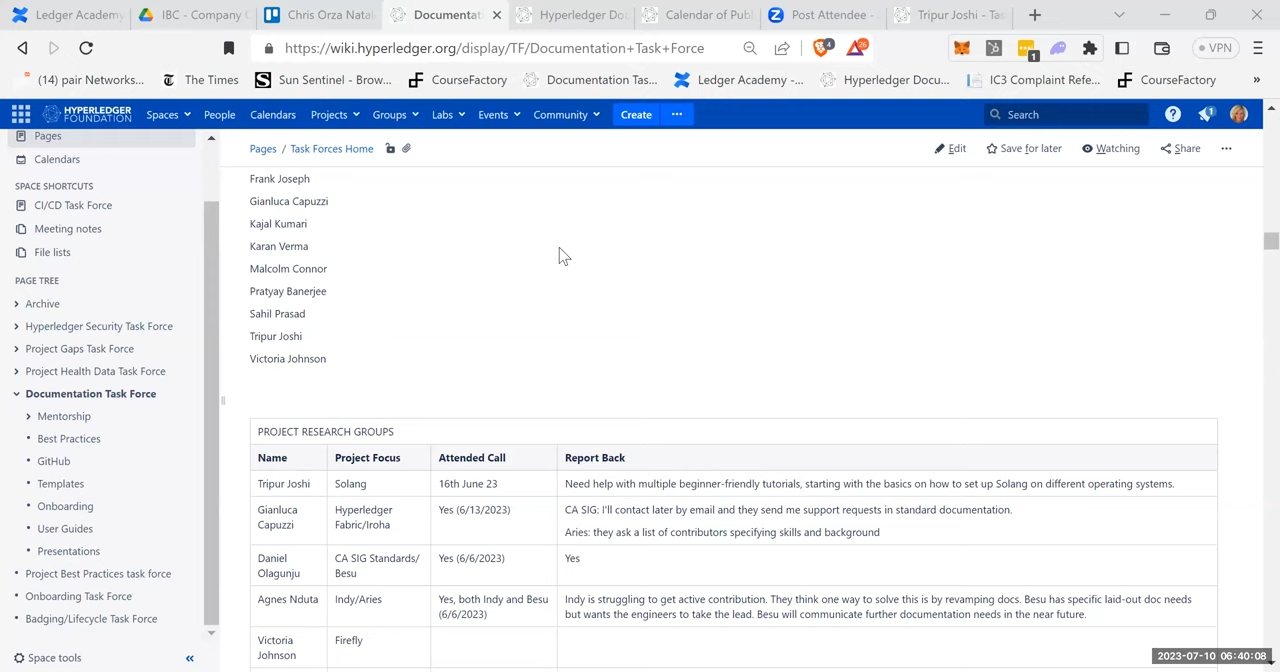 Ledger Academy
IBC - Company
Chris Orza Natal
Documentat
Hyperledger Do
Calendar of Pub
Post Attendee -
Tripur Joshi - Tas
https://wiki.hyperledger.org/display/TF/Documentation+Task+Force
4
26
1
VPN
(14) pair Networks...
The Times
Sun Sentinel - Brow...
CourseFactory
Documentation Tas...
Ledger Academy -...
Hyperledger Docu...
IC3 Complaint Refe...
CourseFactory
»
HYPERLEDGER
FOUNDATION
Spaces
People
Calendars
Projects
Groups
Labs
Events
Community
Create
Search
1
Pages
Calendars
SPACE SHORTCUTS
CI/CD Task Force
Meeting notes
File lists
PAGE TREE
Archive
Hyperledger Security Task Force
Project Gaps Task Force
Project Health Data Task Force
Documentation Task Force
Mentorship
Best Practices
GitHub
Templates
Onboarding
User Guides
Presentations
Project Best Practices task force
Onboarding Task Force
Badging/Lifecycle Task Force
Space tools
Pages / Task Forces Home
Edit
Save for later
Watching
Share
Frank Joseph
Gianluca Capuzzi
Kajal Kumari
Karan Verma
Malcolm Connor
Pratyay Banerjee
Sahil Prasad
Tripur Joshi
Victoria Johnson
PROJECT RESEARCH GROUPS
Name Project Focus Attended Call Report Back
Tripur Joshi Solang 16th June 23 Need help with multiple beginner-friendly tutorials, starting with the basics on how to set up Solang on different operating systems.
Gianluca Capuzzi
Hyperledger Fabric/Iroha
Yes (6/13/2023)
CA SIG: I'll contact later by email and they send me support requests in standard documentation.
Aries: they ask a list of contributors specifying skills and background
Daniel Olagunju
CA SIG Standards/ Besu
Yes (6/6/2023)
Yes
Agnes Nduta
Indy/Aries
Yes, both Indy and Besu (6/6/2023)
Indy is struggling to get active contribution. They think one way to solve this is by revamping docs. Besu has specific laid-out doc needs
but wants the engineers to take the lead. Besu will communicate further documentation needs in the near future.
Victoria Johnson
Firefly
2023-07-10 06:40:08